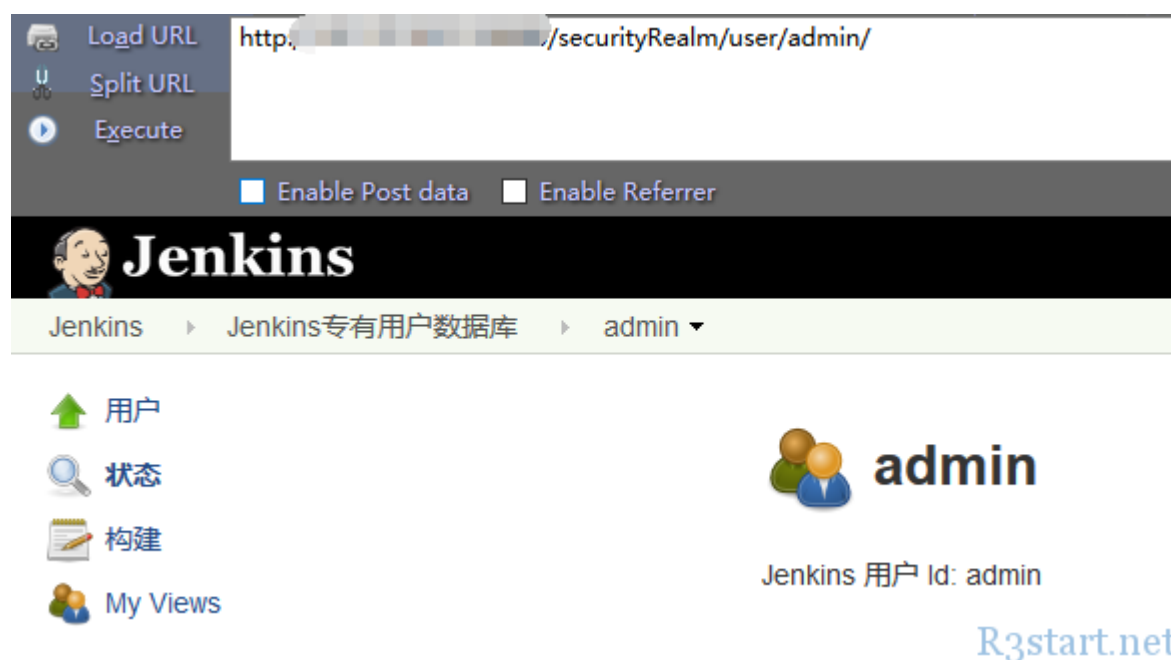 Load URL
http:/ /securityRealm/user/admin/
Split URL
Execute
Enable Post data Enable Referrer
Jenkins
Jenkins Jenkins专有用户数据库 admin
用户
状态
admin
构建
Jenkins 用户 Id: admin
My Views
R3start.net